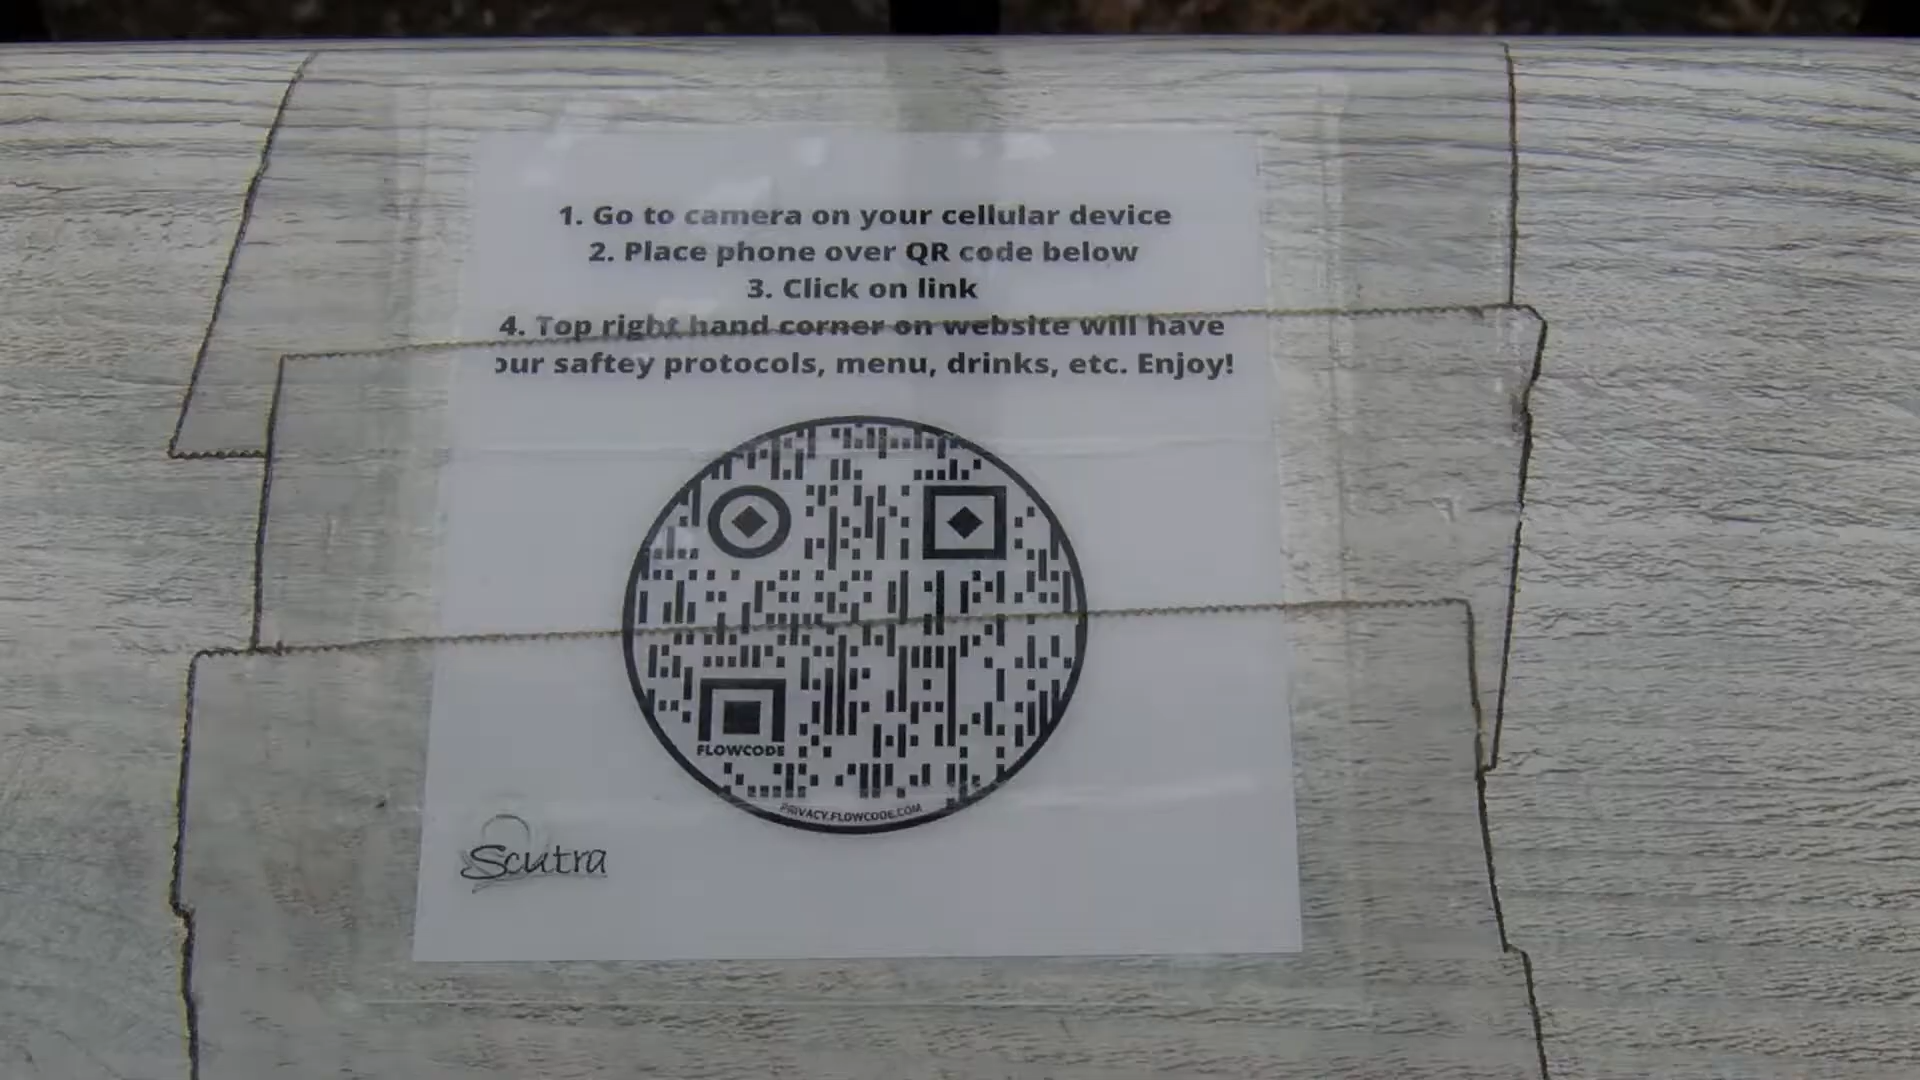 1. Go to camera on your cellular device
2. Place phone over QR code below
3. Click on link
4. Top right hand corner on website will have
our saftey protocols, menu, drinks, etc. Enjoy!
FLOWCODE
PRIVACY.FLOWCODE.COM
Scutra